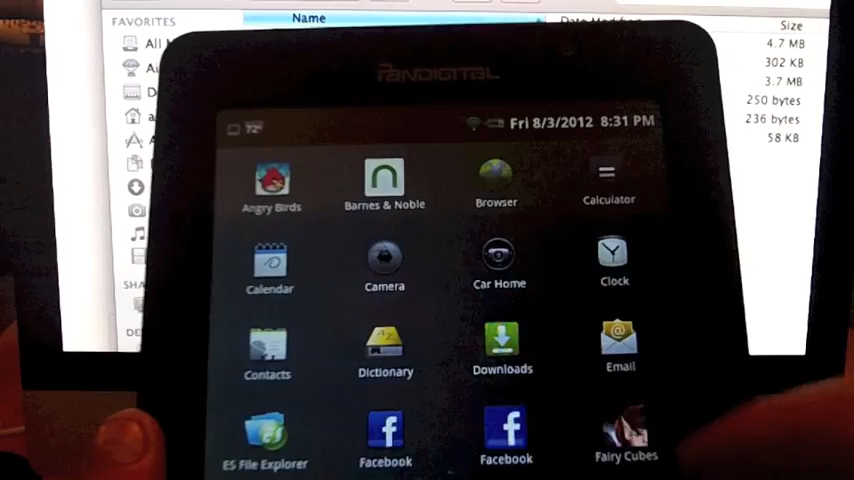 FAVORITES
Name
Size
All M
4.7 MB
302 KB
3.7 MB
250 bytes
236 bytes
58 KB
PANDIGITAL
72°
Fri 8/3/2012 8:31 PM
Angry Birds
Barnes & Noble
Browser
Calculator
Calendar
Camera
Car Home
Clock
Contacts
Dictionary
Downloads
Email
ES File Explorer
Facebook
Facebook
Fairy Cubes